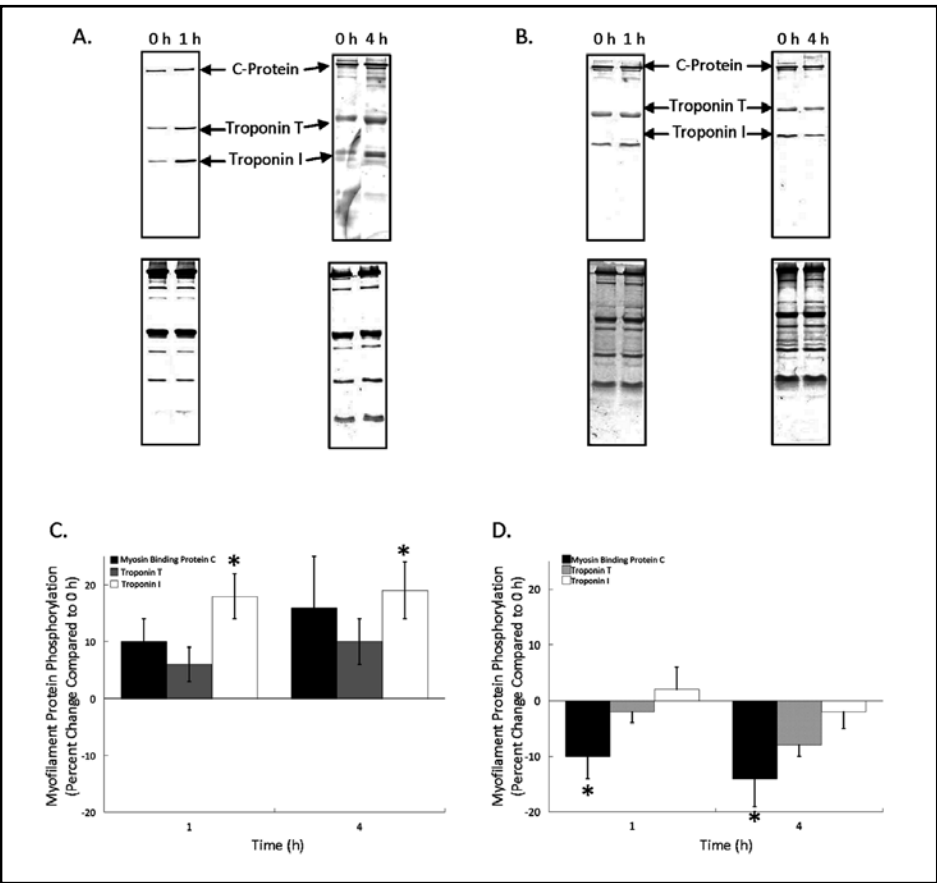 A.
B.
0 h 1 h
0 h 4 h
0 h 1 h
0 h 4 h
C-Protein
Troponin T
Troponin I
C-Protein
Troponin T
Troponin I
C.
Myofilament Protein Phosphorylation
(Percent Change Compared to 0 h)
Myosin Binding Protein C
Troponin T
Troponin I
* *
20
10
0
-10
-20
1 4
Time (h)
D.
Myofilament Protein Phosphorylation
(Percent Change Compared to 0 h)
Myosin Binding Protein C
Troponin T
Troponin I
20
10
0
-10
-20
* *
1 4
Time (h)